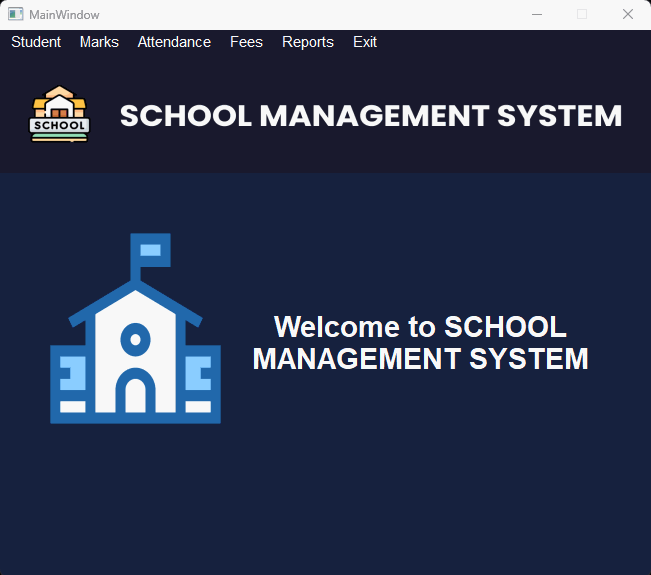 MainWindow
Student Marks Attendance Fees Reports Exit
SCHOOL
SCHOOL MANAGEMENT SYSTEM
Welcome to SCHOOL
MANAGEMENT SYSTEM